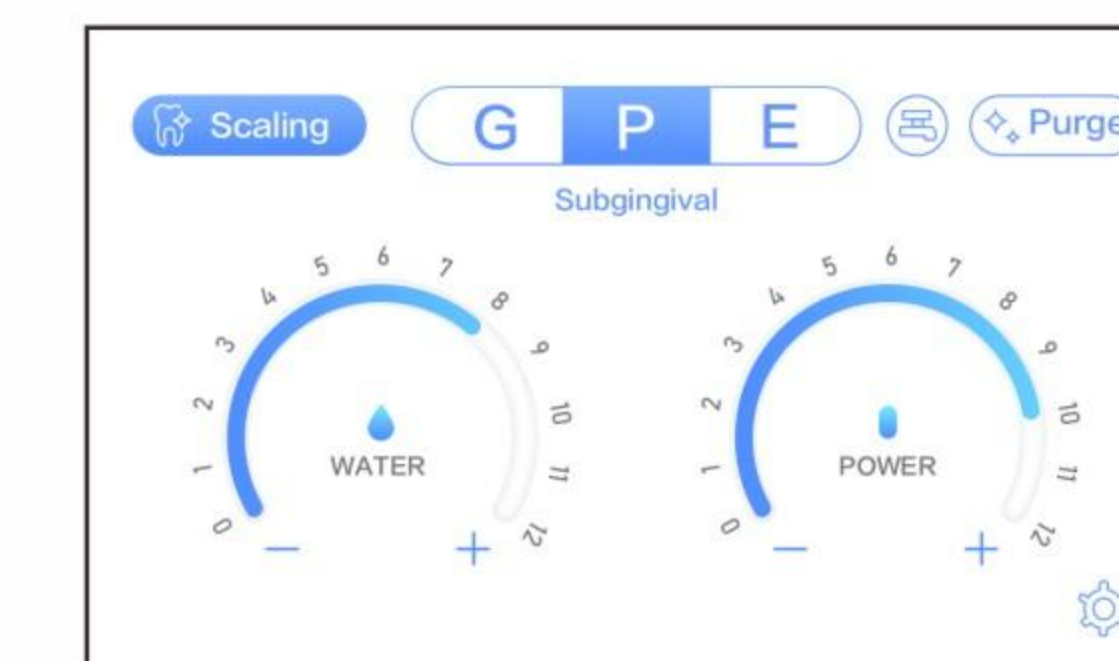 Scaling G P E Purge
Subgingival
0 1 2 3 4 5 6 7 8 9 10 11 12
WATER
− +
0 1 2 3 4 5 6 7 8 9 10 11 12
POWER
− +